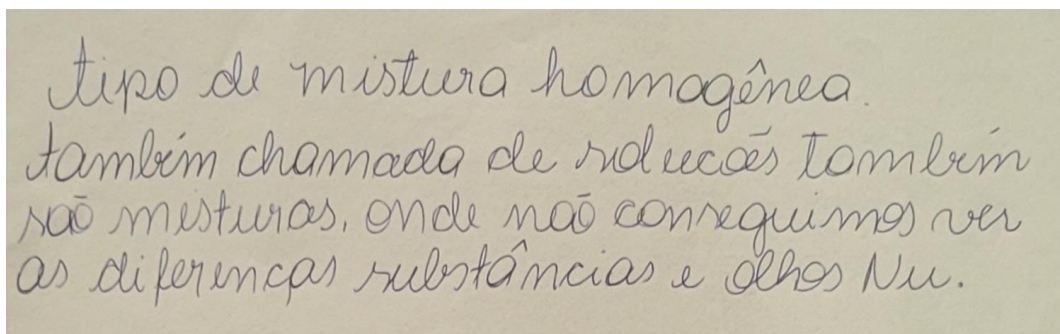 tipo de mistura homogênea.
também chamada de soluções Também
são misturas, onde não conseguimos ver
as diferenças substâncias e olhos Nu.